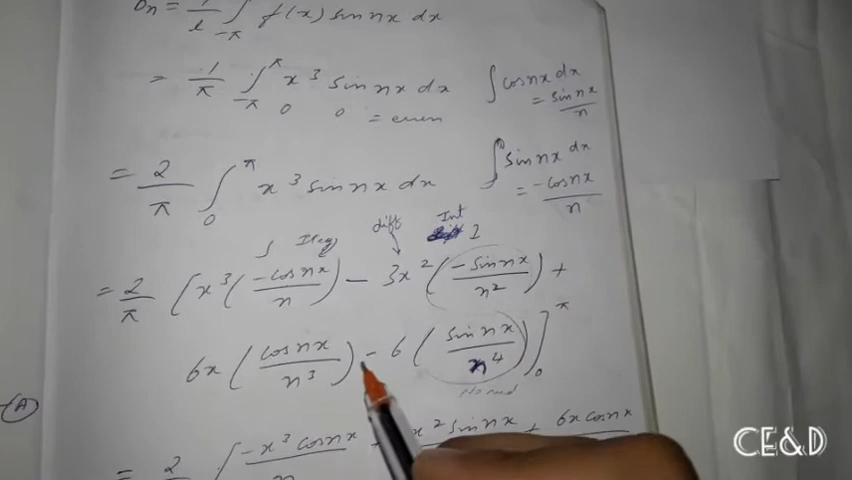 bn = 1/l ∫_{-π} f(x) sin nx dx
= 1/π ∫_{-π}^{π} x³ sin nx dx
∫ cos nx dx
= sin nx / n
0 0 = even
= 2/π ∫_0^π x³ sin nx dx
∫ sin nx dx
= -cos nx / n
∫ Integ
diff
Int
I
= 2/π [ x³ ( -cos nx / n ) - 3x² ( -sin nx / n² ) +
6x ( cos nx / n³ ) - 6 ( sin nx / n⁴ ) ]_0^π
A
= 2/π [ -x³ cos nx / n + x² sin nx + 6x cos nx
CE&D